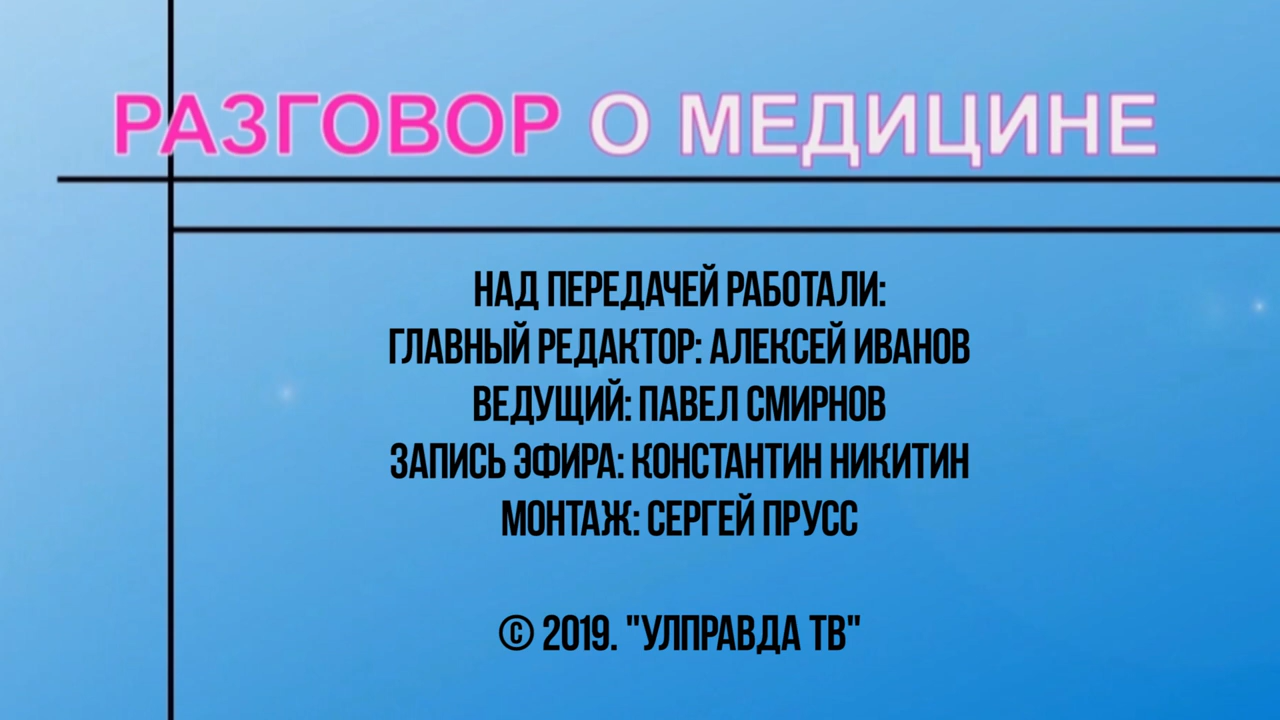 РАЗГОВОР О МЕДИЦИНЕ
НАД ПЕРЕДАЧЕЙ РАБОТАЛИ:
ГЛАВНЫЙ РЕДАКТОР: АЛЕКСЕЙ ИВАНОВ
ВЕДУЩИЙ: ПАВЕЛ СМИРНОВ
ЗАПИСЬ ЭФИРА: КОНСТАНТИН НИКИТИН
МОНТАЖ: СЕРГЕЙ ПРУСС
© 2019. "УЛПРАВДА ТВ"